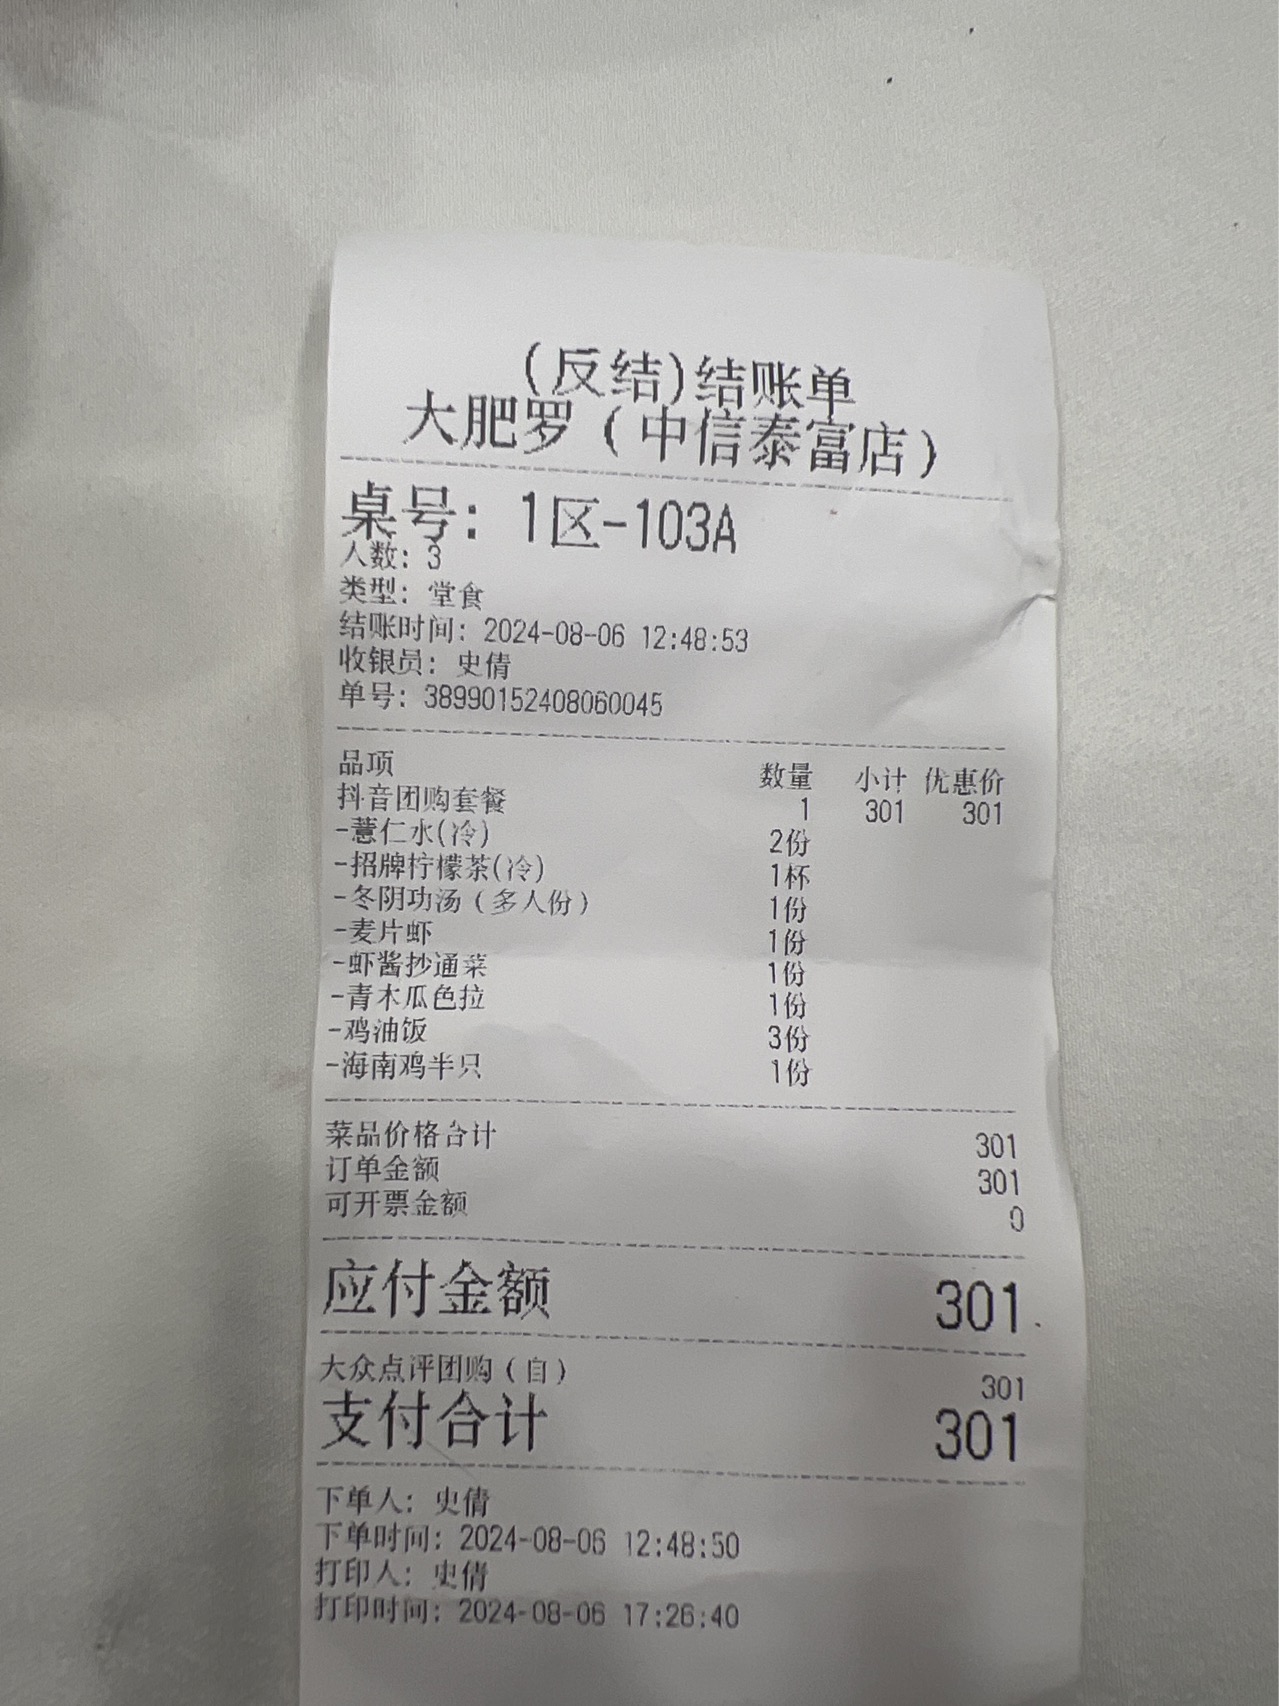 (反结)结账单
大肥罗（中信泰富店）
桌号: 1区-103A
人数: 3
类型: 堂食
结账时间: 2024-08-06 12:48:53
收银员: 史倩
单号: 38990152408060045
品项 数量 小计 优惠价
抖音团购套餐 1 301 301
-薏仁水(冷) 2份
-招牌柠檬茶(冷) 1杯
-冬阴功汤（多人份） 1份
-麦片虾 1份
-虾酱抄通菜 1份
-青木瓜色拉 1份
-鸡油饭 3份
-海南鸡半只 1份
菜品价格合计 301
订单金额 301
可开票金额 0
应付金额 301
大众点评团购（自） 301
支付合计 301
下单人: 史倩
下单时间: 2024-08-06 12:48:50
打印人: 史倩
打印时间: 2024-08-06 17:26:40